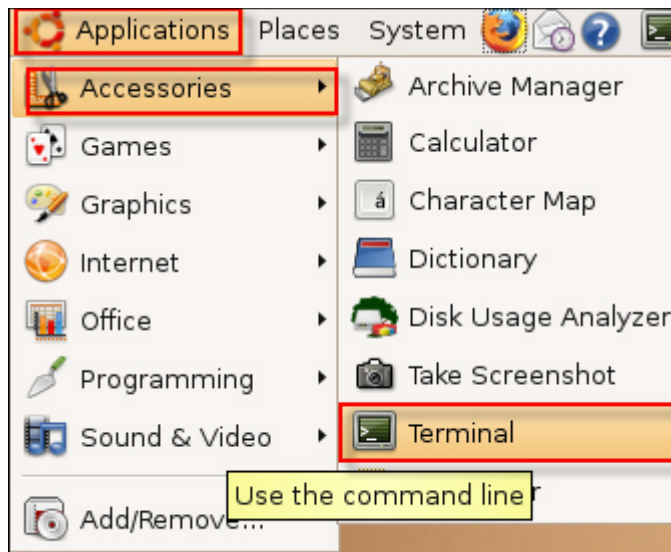 Applications Places System
Accessories
Games
Graphics
Internet
Office
Programming
Sound & Video
Add/Remove...
Archive Manager
Calculator
á Character Map
Dictionary
Disk Usage Analyzer
Take Screenshot
Terminal
Use the command line